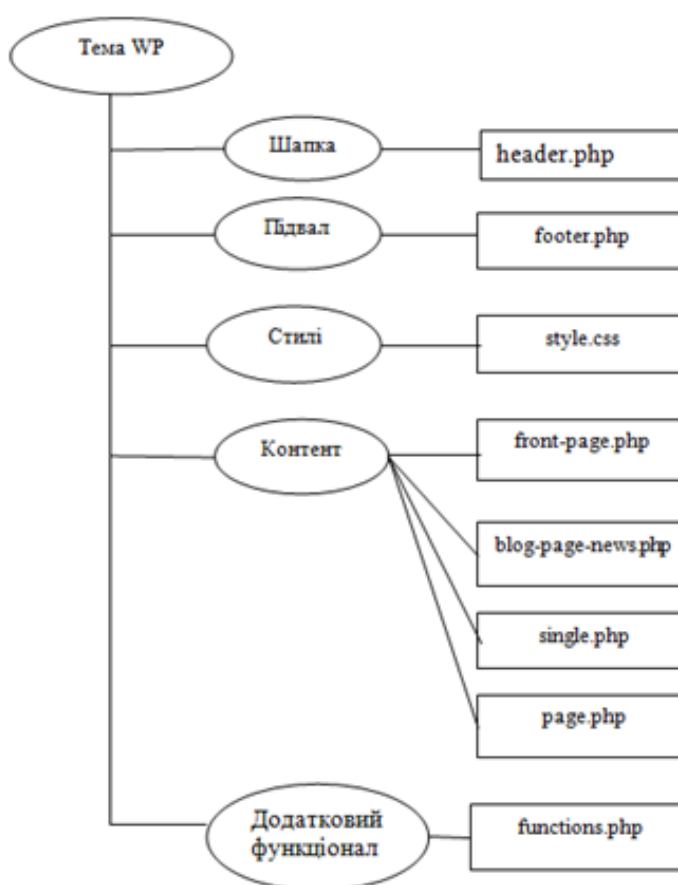 Тема WP
Шапка
header.php
Підвал
footer.php
Стилі
style.css
Контент
front-page.php
blog-page-news.php
single.php
page.php
Додатковий
функціонал
functions.php